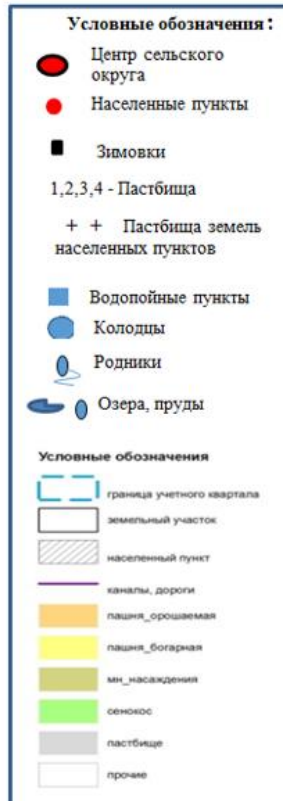 Условные обозначения:
Центр сельского
округа
Населенные пункты
Зимовки
1,2,3,4 - Пастбища
+ + Пастбища земель
населенных пунктов
Водопойные пункты
Колодцы
Родники
Озера, пруды
Условные обозначения
граница учетного квартала
земельный участок
населенный пункт
каналы, дороги
пашня_орошаемая
пашня_богарная
мн_насаждения
сенокос
пастбище
прочие